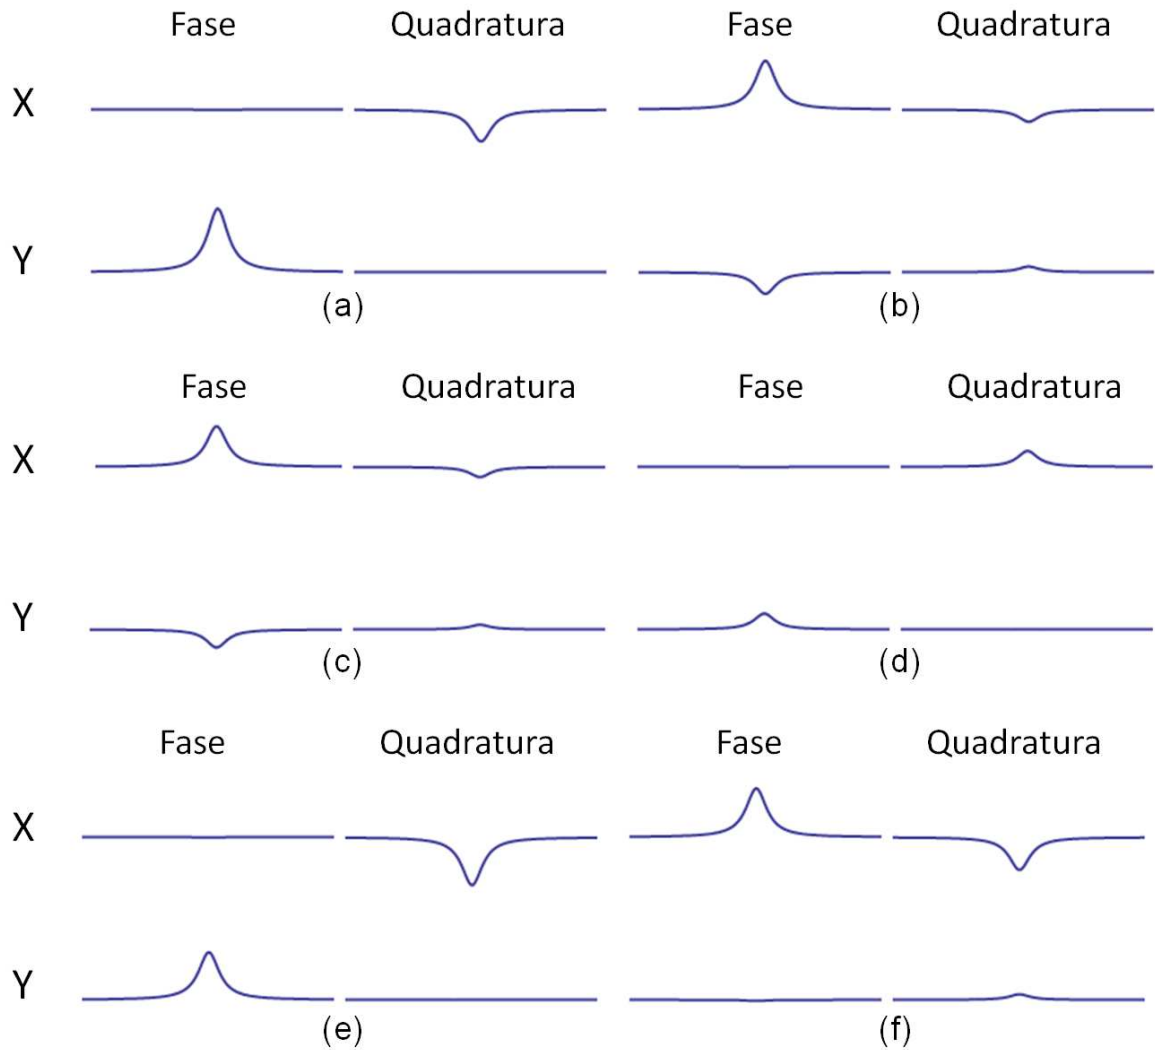 Fase Quadratura Fase Quadratura
X
Y
(a) (b)
Fase Quadratura Fase Quadratura
X
Y
(c) (d)
Fase Quadratura Fase Quadratura
X
Y
(e) (f)